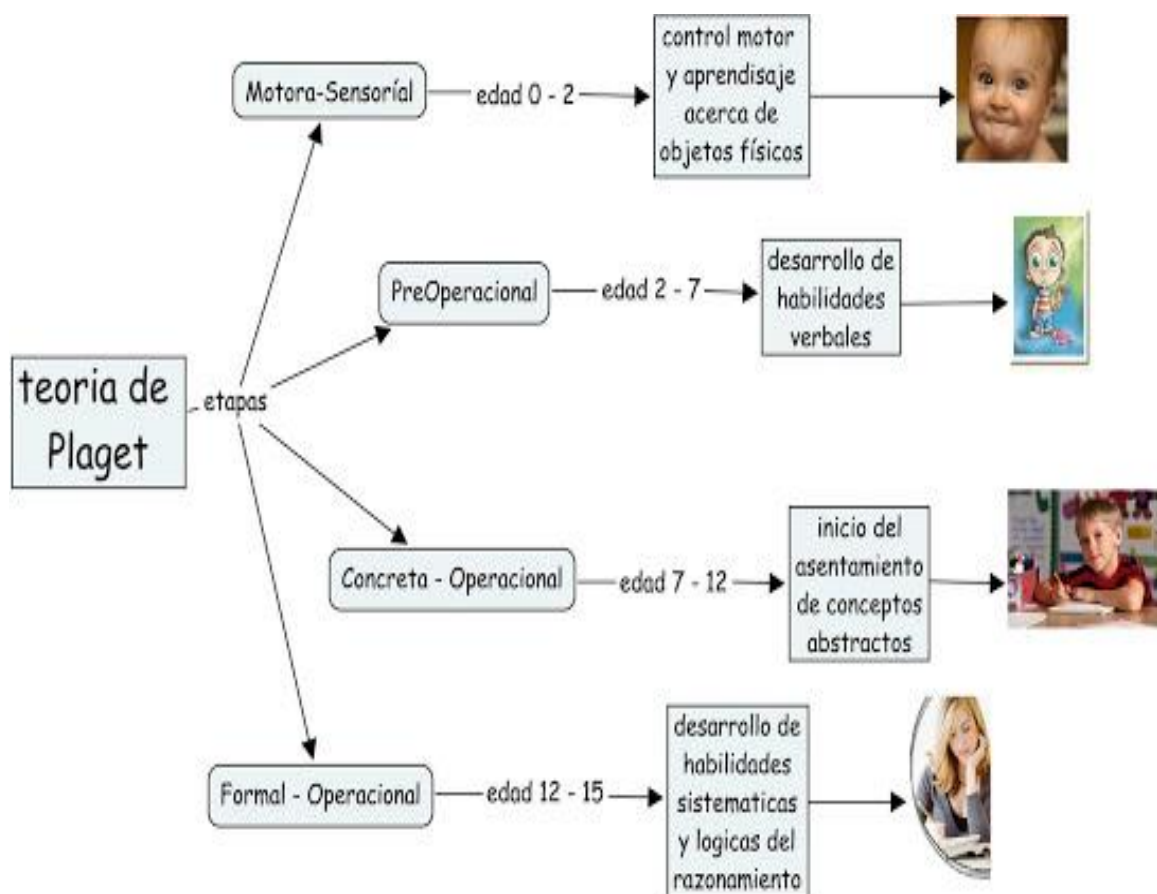 teoria de
Plaget
etapas
Motora-Sensoríal
edad 0 - 2
control motor
y aprendisaje
acerca de
objetos físicos
PreOperacional
edad 2 - 7
desarrollo de
habilidades
verbales
Concreta - Operacional
edad 7 - 12
inicio del
asentamiento
de conceptos
abstractos
Formal - Operacional
edad 12 - 15
desarrollo de
habilidades
sistematicas
y logicas del
razonamiento